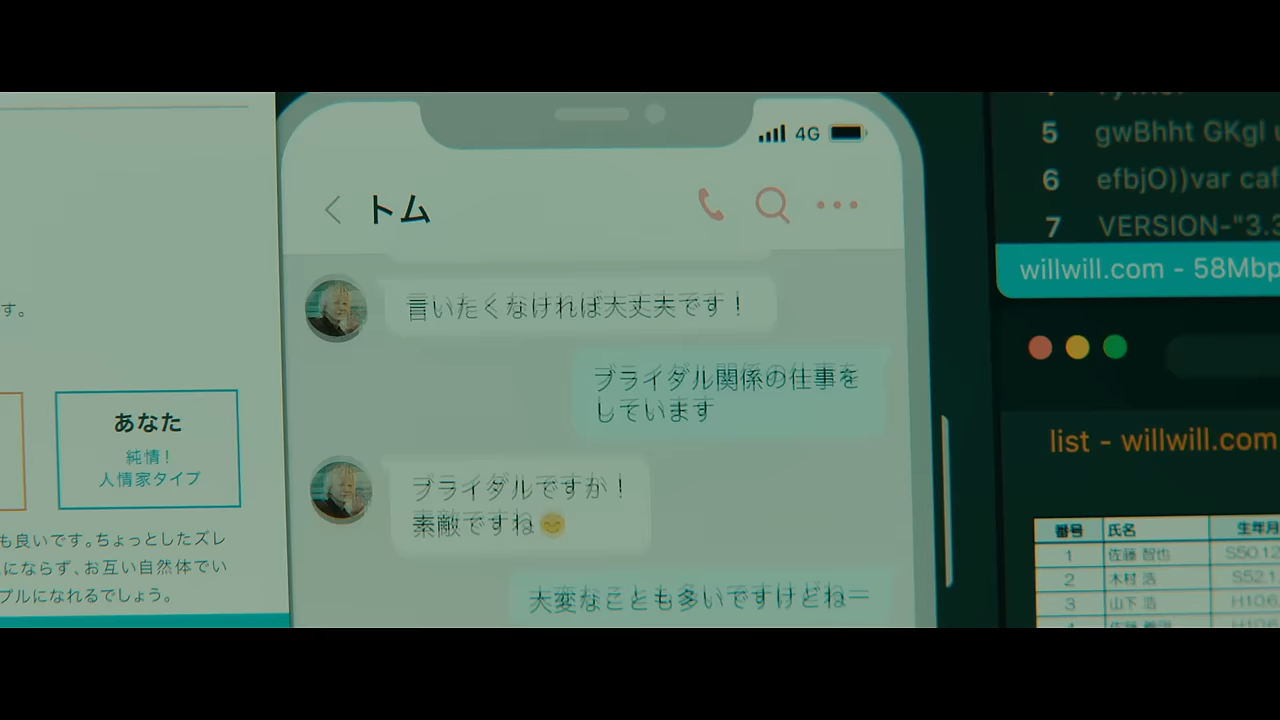 す。
あなた
純情!
人情家タイプ
も良いです。ちょっとしたズレ
にならず、お互い自然体でい
プルになれるでしょう。
4G
トム
言いたくなければ大丈夫です!
ブライダル関係の仕事を
しています
ブライダルですか!
素敵ですね😊
大変なことも多いですけどね
5 gwBhht GKgl
6 efbjO))var caf
7 VERSION-"3.3
willwill.com - 58Mbp
list - willwill.com
番号 氏名 生年月
1 佐藤 智也 S50.12
2 木村 浩 S52.1
3 山下 浩 H10.6